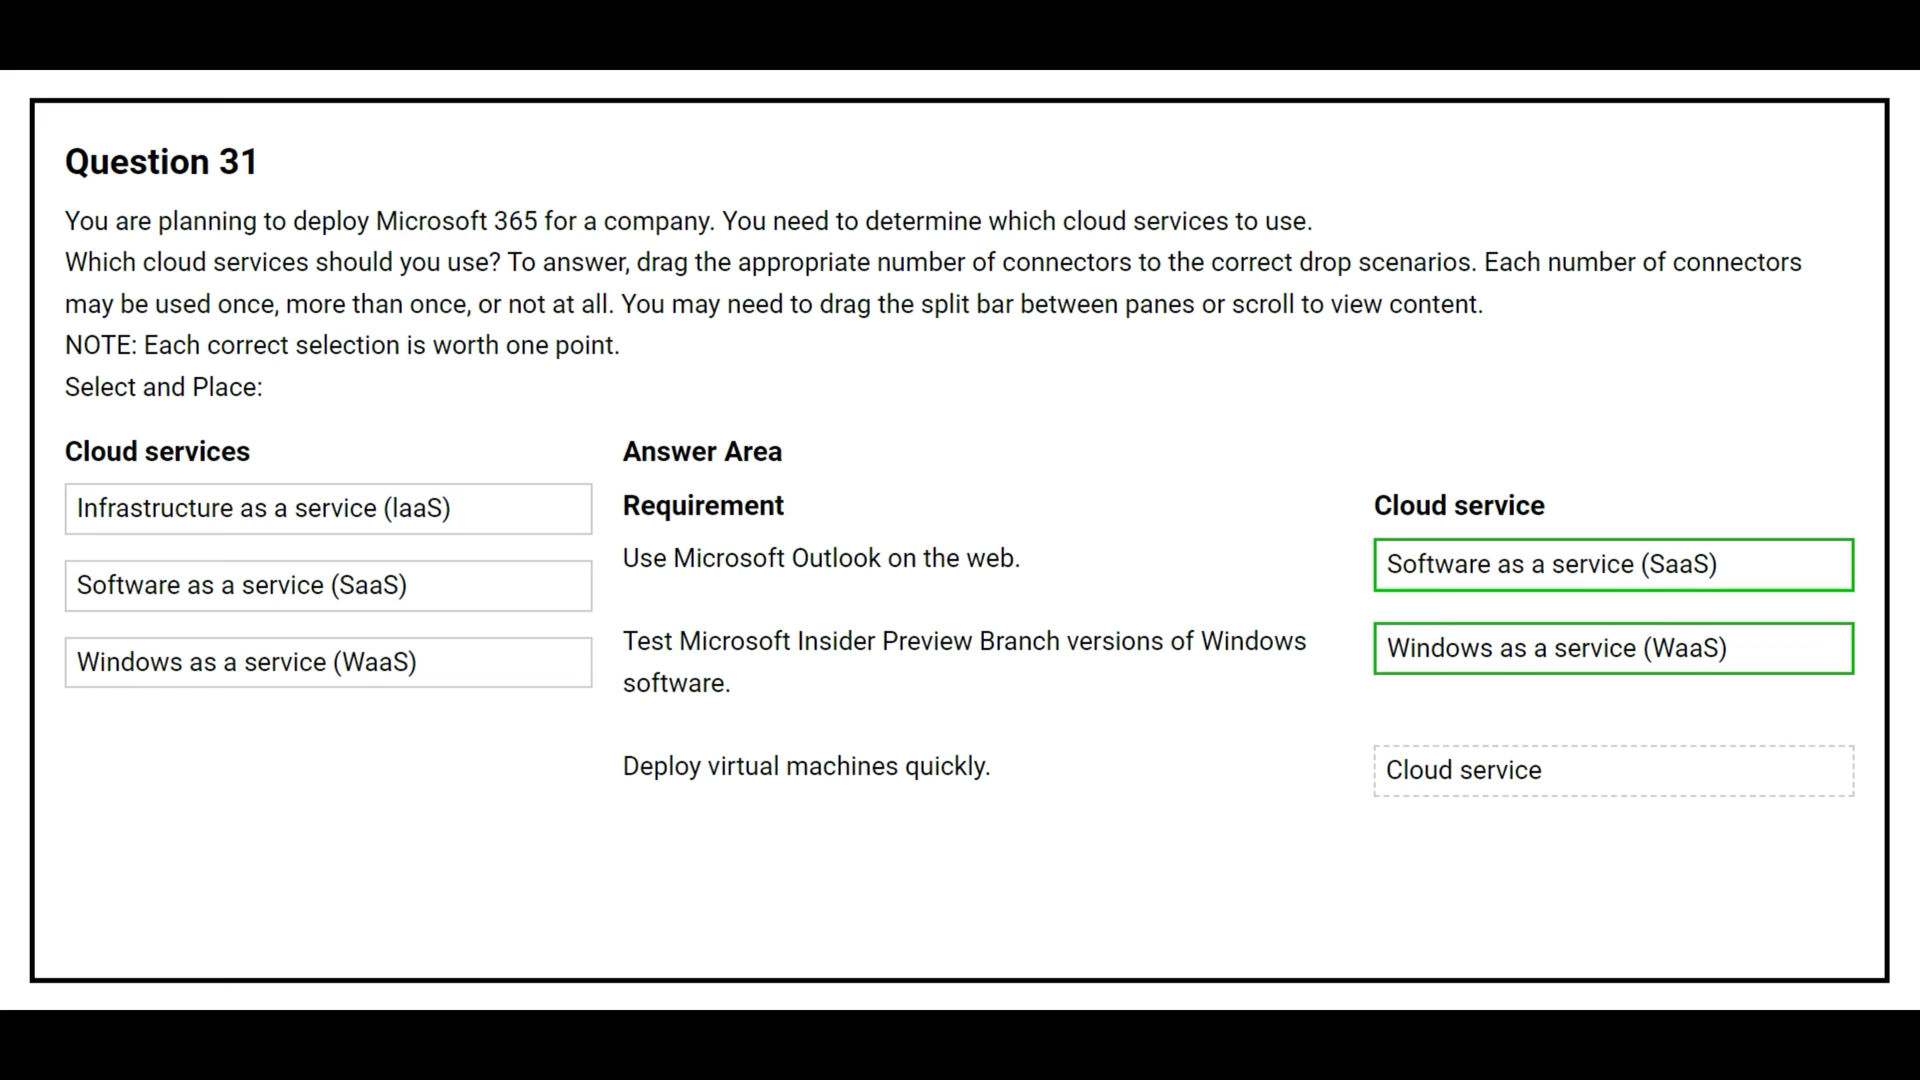 Question 31
You are planning to deploy Microsoft 365 for a company. You need to determine which cloud services to use.
Which cloud services should you use? To answer, drag the appropriate number of connectors to the correct drop scenarios. Each number of connectors
may be used once, more than once, or not at all. You may need to drag the split bar between panes or scroll to view content.
NOTE: Each correct selection is worth one point.
Select and Place:
Cloud services
Infrastructure as a service (IaaS)
Software as a service (SaaS)
Windows as a service (WaaS)
Answer Area
Requirement
Cloud service
Use Microsoft Outlook on the web.
Software as a service (SaaS)
Test Microsoft Insider Preview Branch versions of Windows
software.
Windows as a service (WaaS)
Deploy virtual machines quickly.
Cloud service